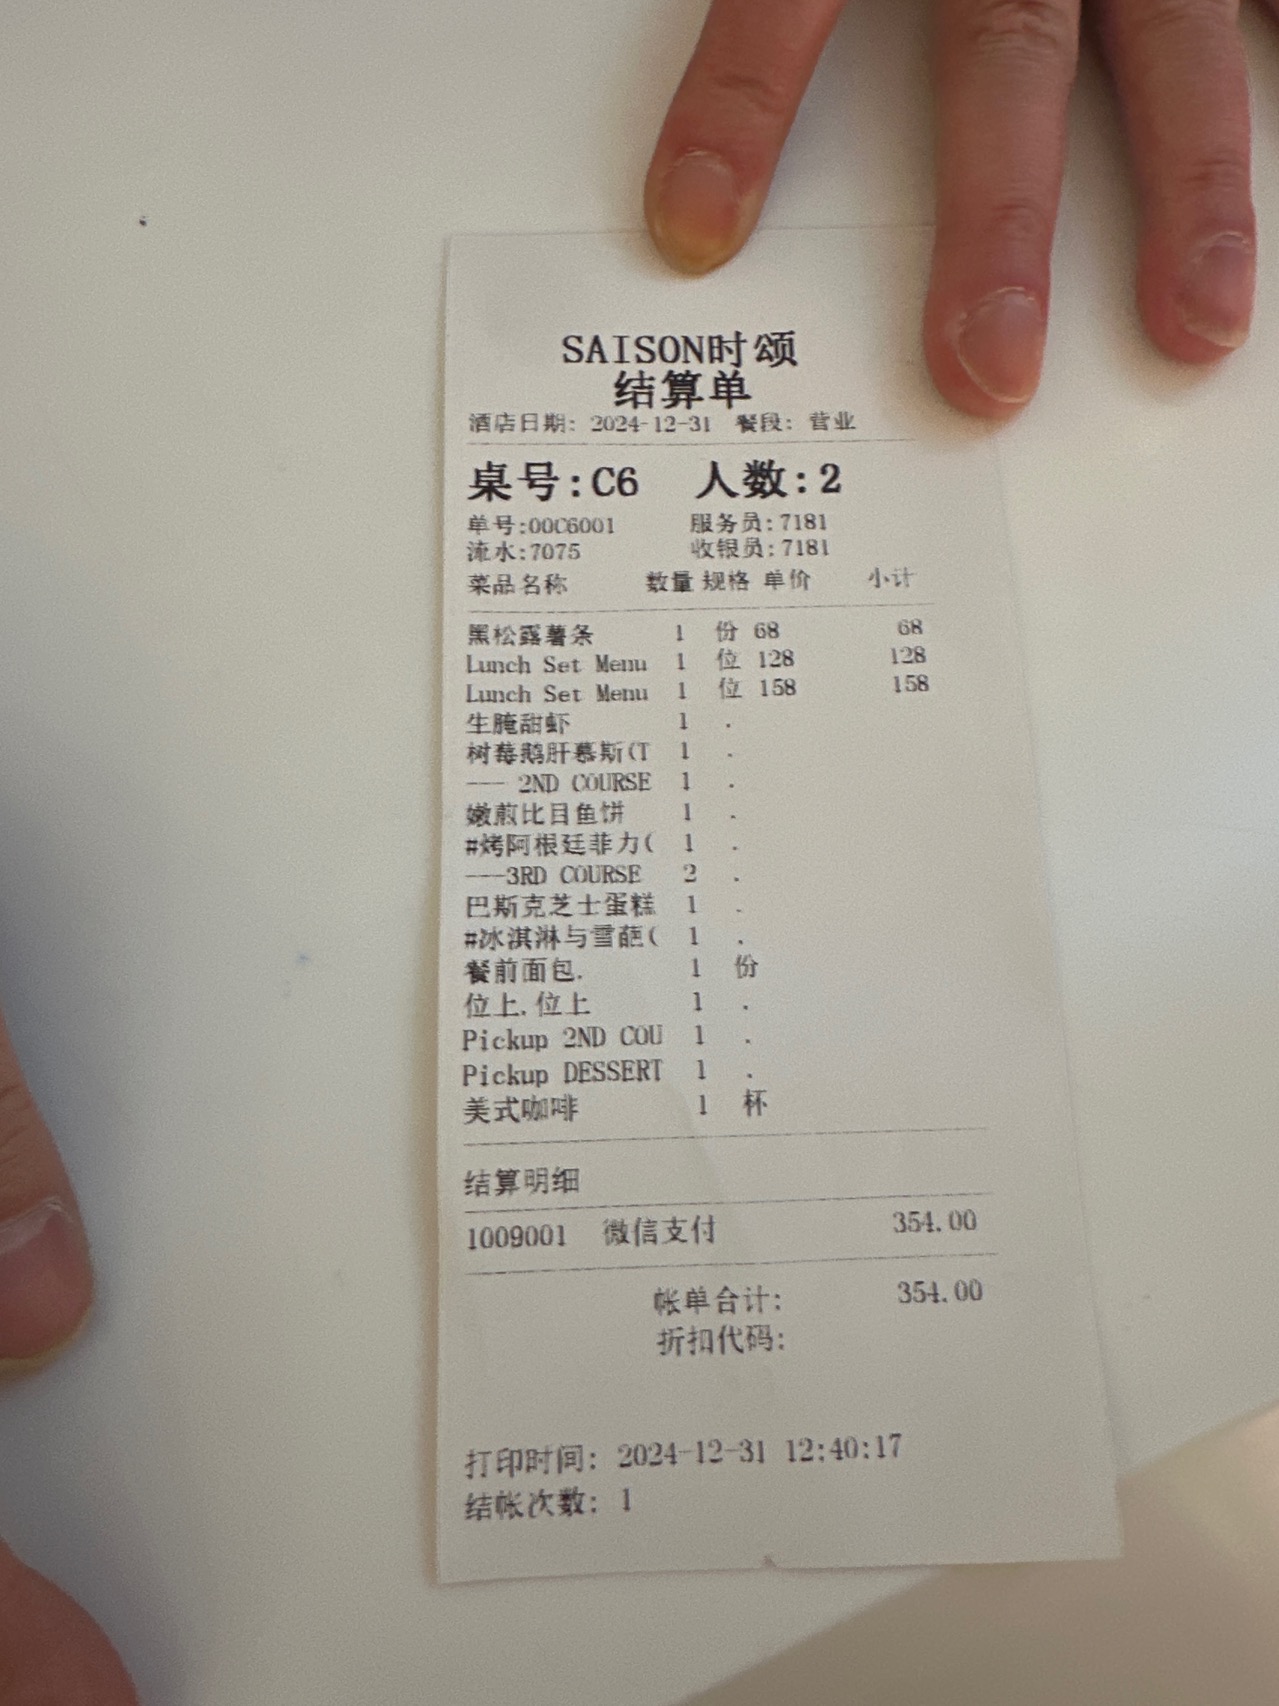 SAISON时颂
结算单
酒店日期: 2024-12-31 餐段: 营业
桌号:C6 人数:2
单号:00C6001 服务员:7181
流水:7075 收银员:7181
菜品名称 数量 规格 单价 小计
黑松露薯条 1 份 68 68
Lunch Set Menu 1 位 128 128
Lunch Set Menu 1 位 158 158
生腌甜虾 1 .
树莓鹅肝慕斯(T 1 .
--- 2ND COURSE 1 .
嫩煎比目鱼饼 1 .
#烤阿根廷菲力( 1 .
---3RD COURSE 2 .
巴斯克芝士蛋糕 1 .
#冰淇淋与雪葩( 1 .
餐前面包. 1 份
位上.位上 1 .
Pickup 2ND COU 1 .
Pickup DESSERT 1 .
美式咖啡 1 杯
结算明细
1009001 微信支付 354.00
帐单合计: 354.00
折扣代码:
打印时间: 2024-12-31 12:40:17
结帐次数: 1